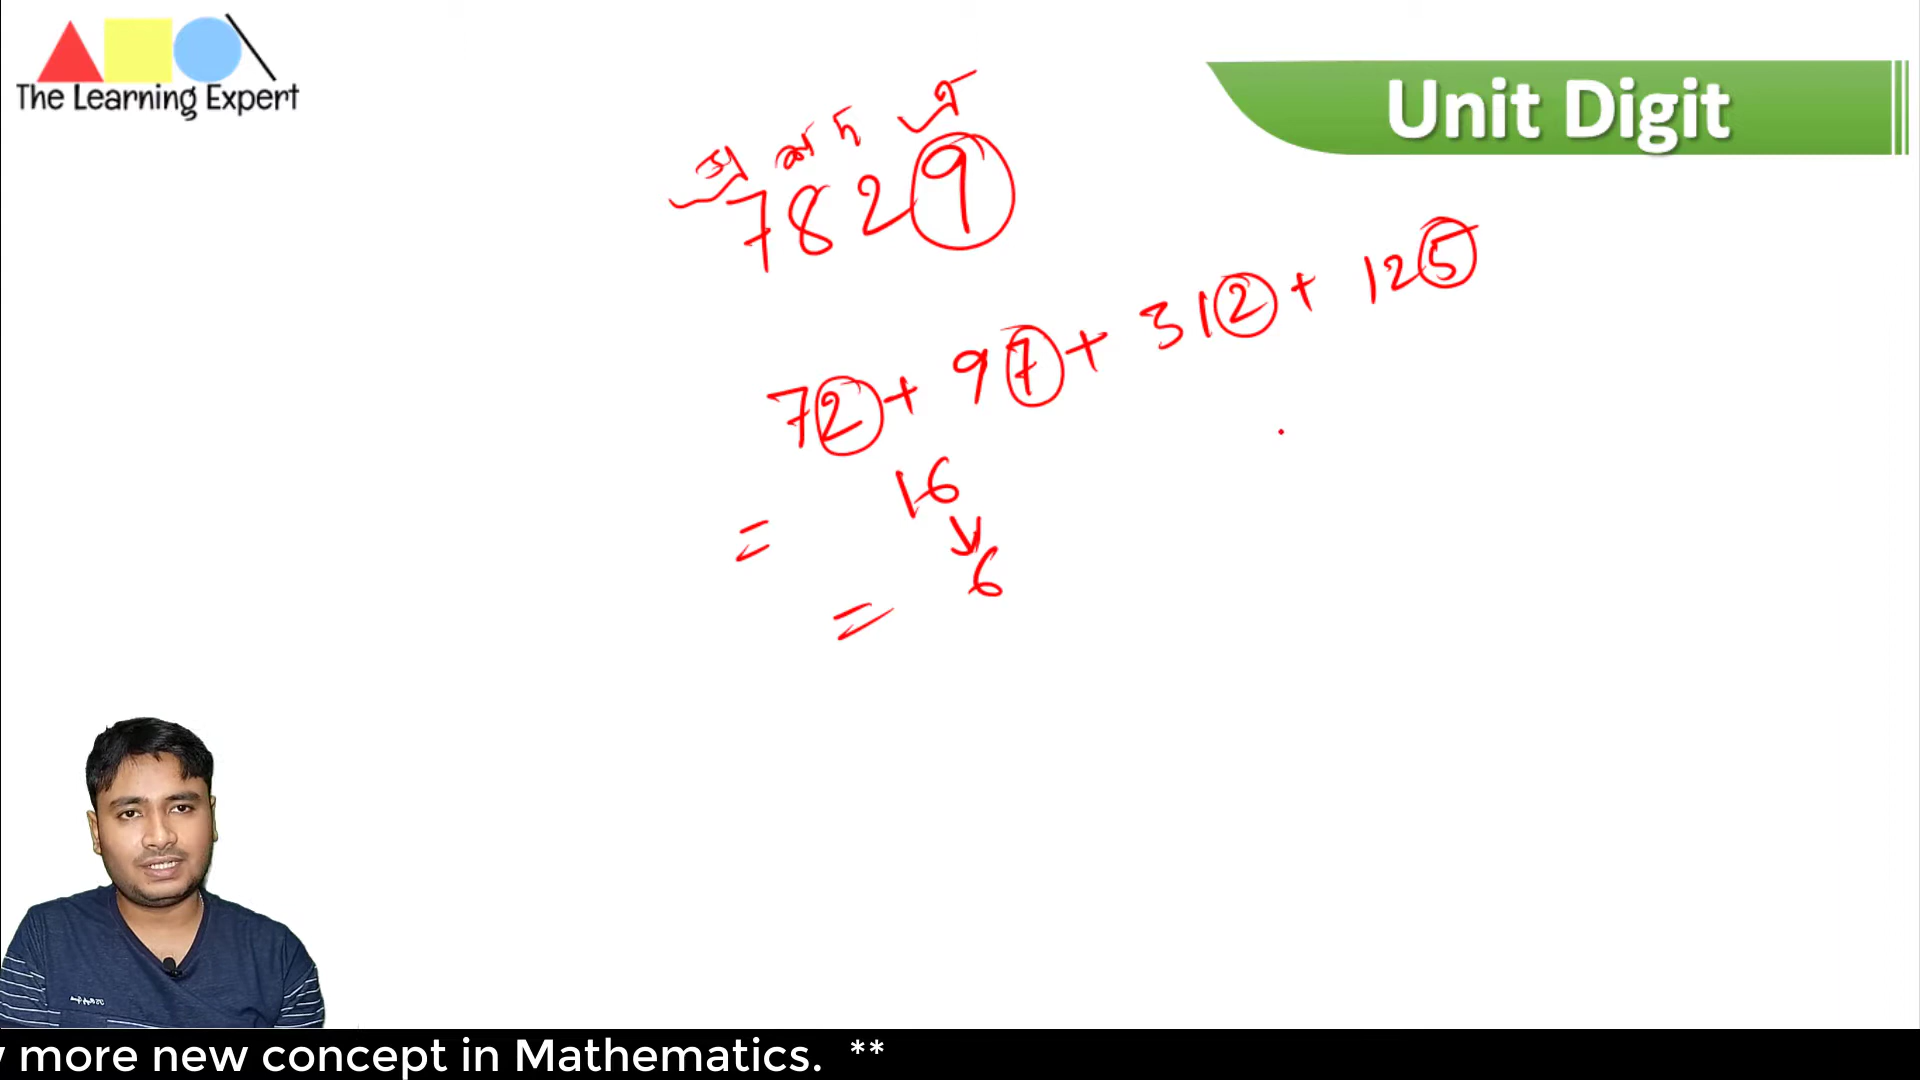 The Learning Expert
Unit Digit
7829
72 + 97 + 312 + 125
= 16
= 6
y more new concept in Mathematics. **